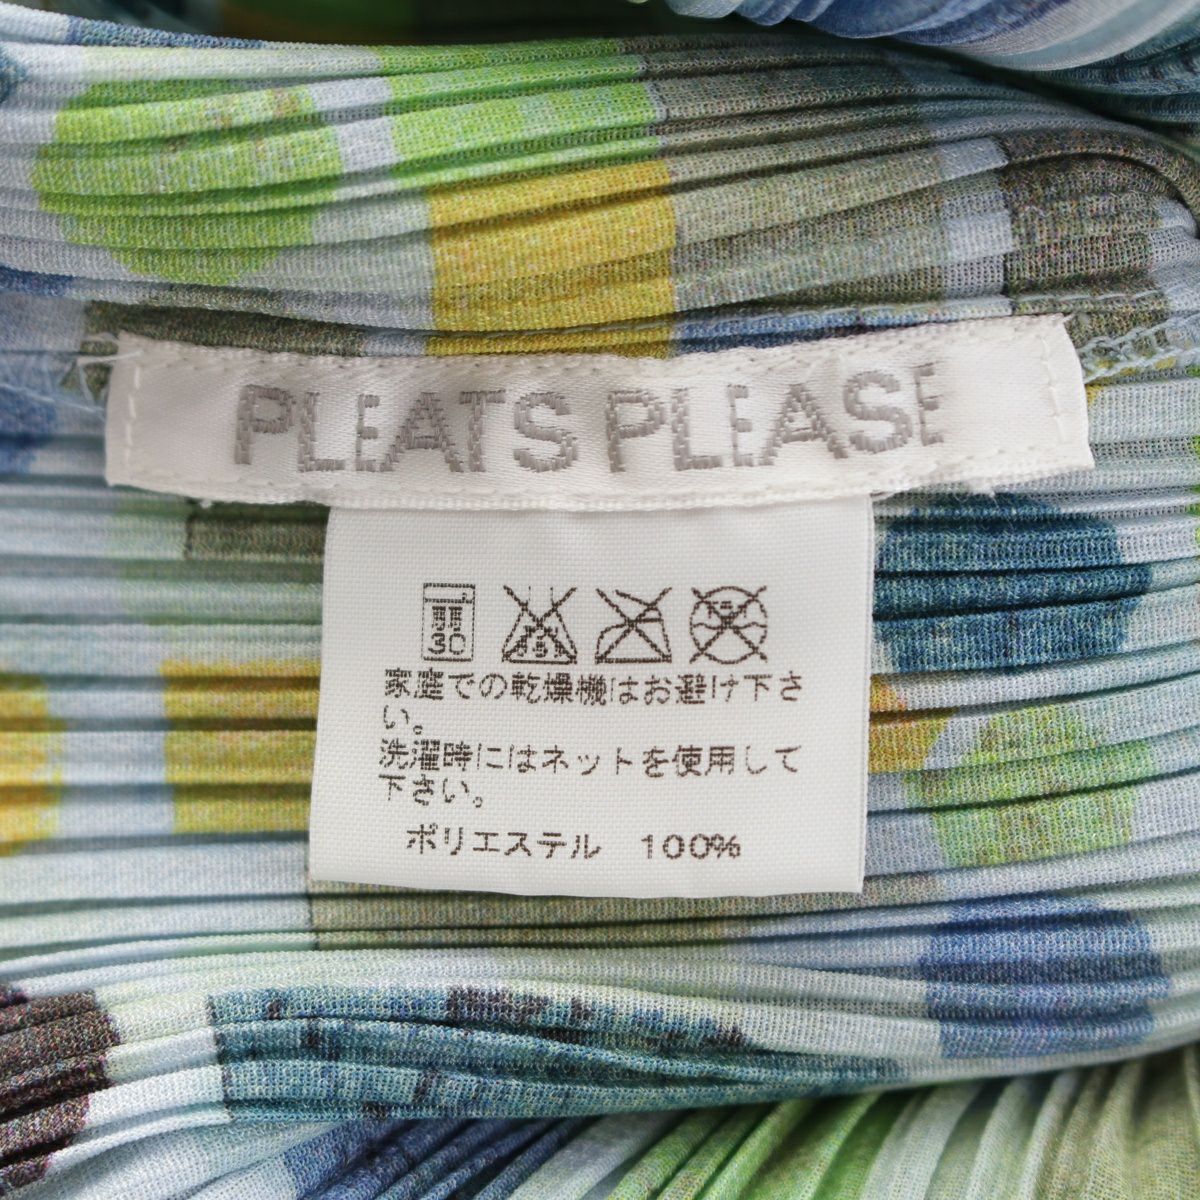 PLEATS PLEASE
30
家庭での乾燥機はお避け下さ
い。
洗濯時にはネットを使用して
下さい。
ポリエステル 100%